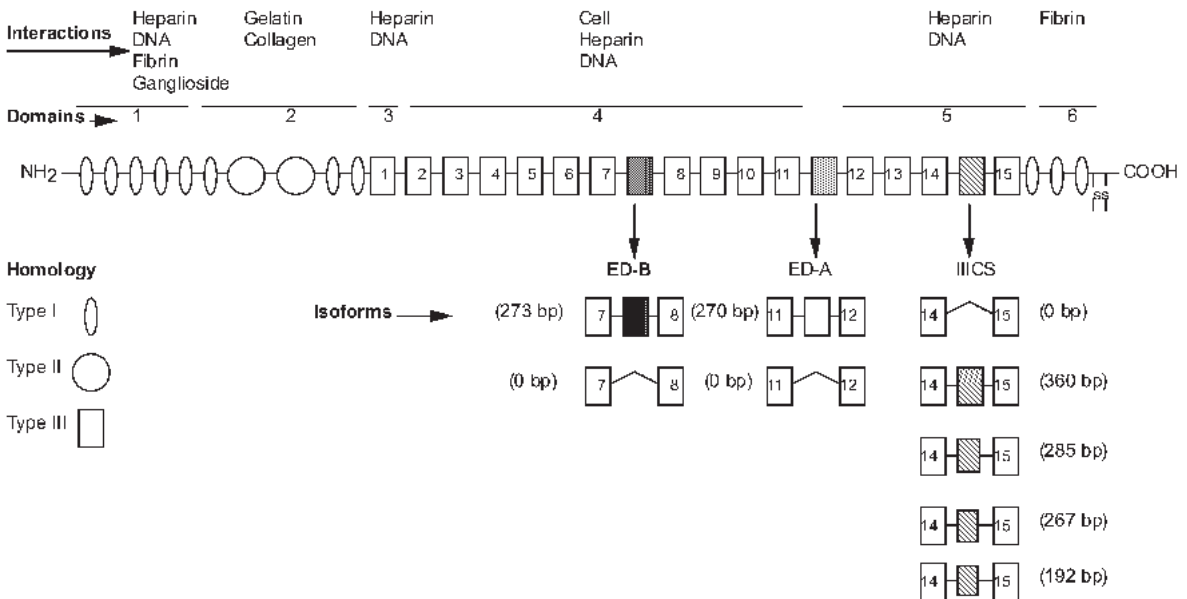 Interactions
Heparin
DNA
Fibrin
Ganglioside
Gelatin
Collagen
Heparin
DNA
Cell
Heparin
DNA
Heparin
DNA
Fibrin
Domains 1 2 3 4 5 6
NH2 1 2 3 4 5 6 7 8 9 10 11 12 13 14 15 COOH
ss
Homology ED-B ED-A IIICS
Type I Isoforms (273 bp) 7 8 (270 bp) 11 12 14 15 (0 bp)
Type II (0 bp) 7 8 (0 bp) 11 12 14 15 (360 bp)
Type III
14 15 (285 bp)
14 15 (267 bp)
14 15 (192 bp)